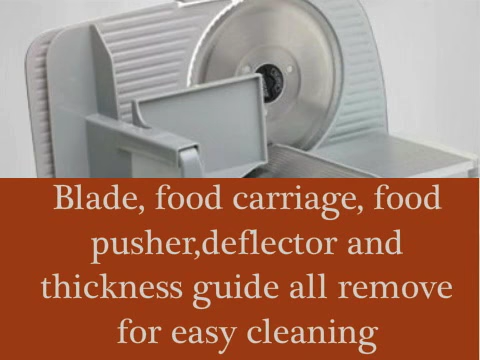 Blade, food carriage, food
pusher,deflector and
thickness guide all remove
for easy cleaning